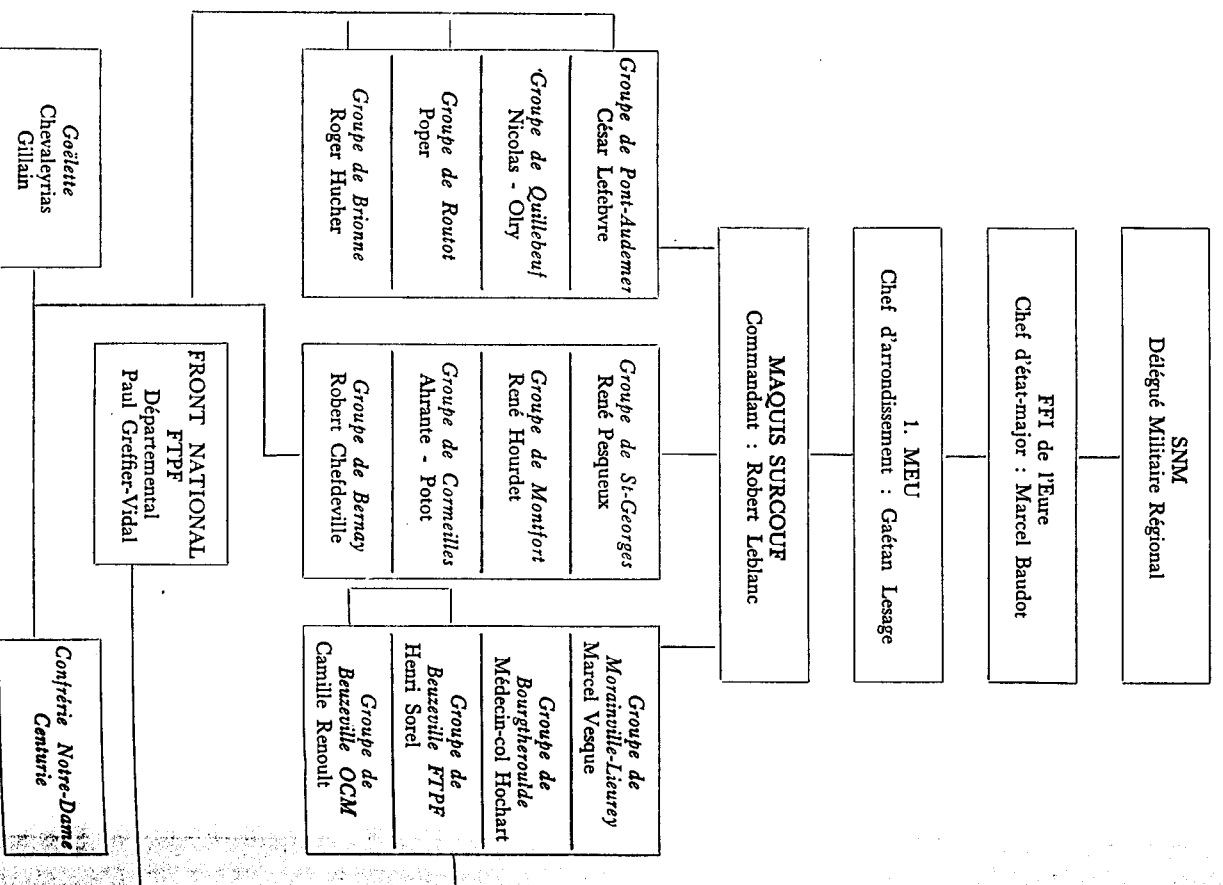 SNM
Délégué Militaire Régional
FFI de l'Eure
Chef d'état-major : Marcel Baudot
1. MEU
Chef d'arrondissement : Gaétan Lesage
MAQUIS SURCOUF
Commandant : Robert Leblanc
Groupe de Pont-Audemer
César Lefebvre
Groupe de Quillebeuf
Nicolas - Olry
Groupe de Routot
Poper
Groupe de Brionne
Roger Hucher
Groupe de St-Georges
René Pesqueux
Groupe de Montfort
René Hourdet
Groupe de Cormeilles
Ahrante - Potot
Groupe de Bernay
Robert Chefdeville
Groupe de
Morainville-Lieurey
Marcel Vesque
Groupe de
Bourgtheroulde
Médecin-col Hochart
Groupe de
Beuzeville FTPF
Henri Sorel
Groupe de
Beuzeville OCM
Camille Renoult
FRONT NATIONAL
FTPF
Départemental
Paul Greffier-Vidal
Goëlette
Chevaleyrias
Gillain
Confrérie Notre-Dame
Centurie